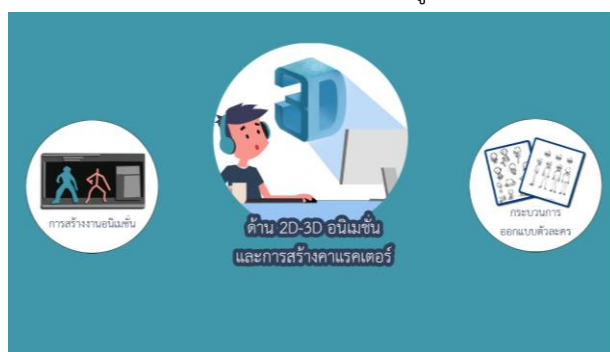 3D
การสร้างงานอนิเมชั่น
ด้าน 2D-3D อนิเมชั่น
และการสร้างคาแรคเตอร์
กระบวนการ
ออกแบบตัวละคร